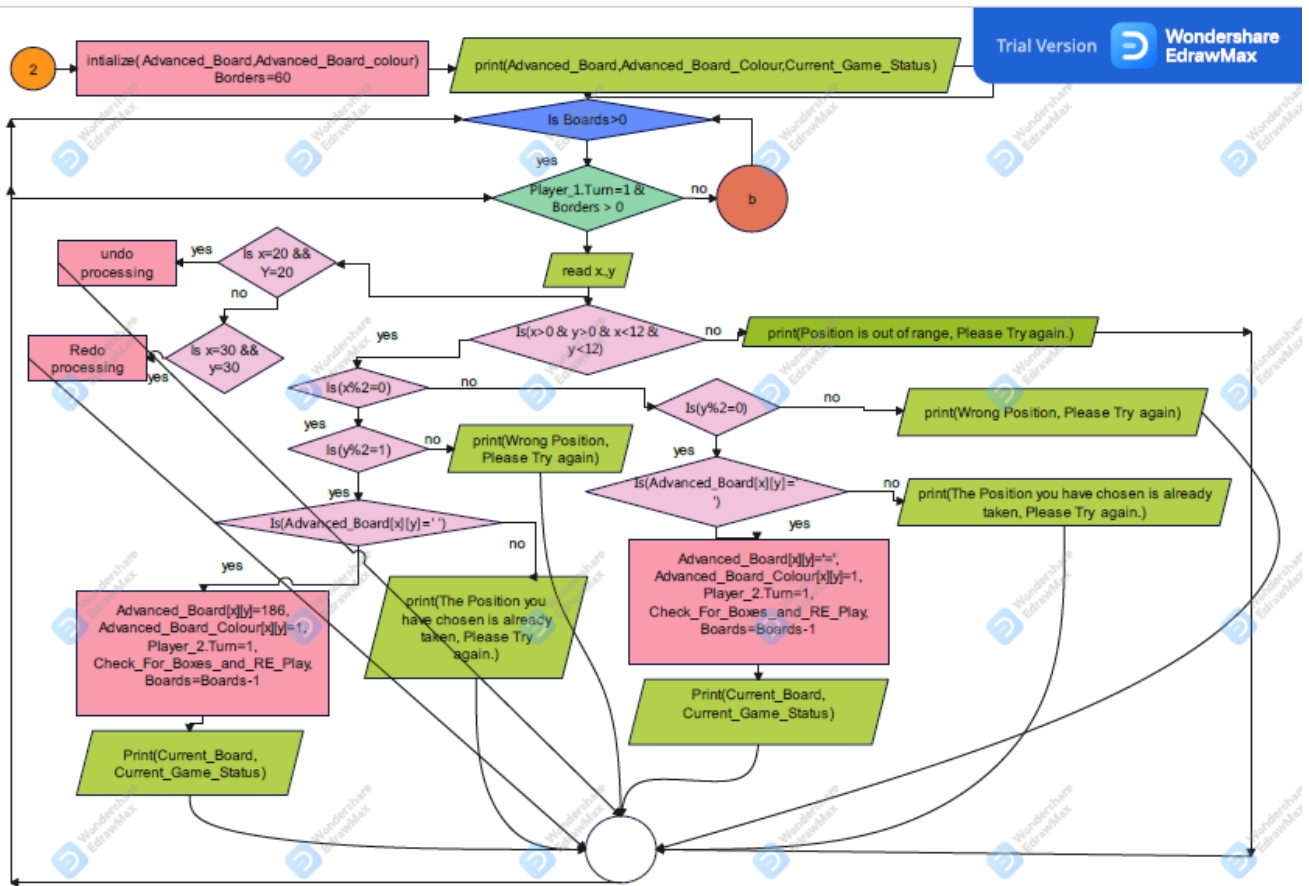 Trial Version
Wondershare
EdrawMax
2
intialize( Advanced_Board,Advanced_Board_colour)
Borders=60
print(Advanced_Board,Advanced_Board_Colour,Current_Game_Status)
Is Boards>0
yes
Player_1.Turn=1 &
Borders > 0
no
b
read x.,y
undo
processing
yes
Is x=20 &&
Y=20
no
Redo
processing
yes
Is x=30 &&
y=30
Is(x>0 & y>0 & x<12 &
y<12)
yes
no
print(Position is out of range, Please Tryagain.)
Is(x%2=0)
no
yes
Is(y%2=0)
no
print(Wrong Position, Please Try again)
yes
Is(y%2=1)
no
print(Wrong Position,
Please Try again)
yes
Is(Advanced_Board[x][y]='
')
no
print(The Position you have chosen is already
taken, Please Try again.)
yes
Is(Advanced_Board[x][y]=' ')
no
yes
Advanced_Board[x][y]='=',
Advanced_Board_Colour[x][y]=1,
Player_2.Turn=1,
Check_For_Boxes_and_RE_Play,
Boards=Boards-1
Advanced_Board[x][y]=186,
Advanced_Board_Colour[x][y]=1,
Player_2.Turn=1,
Check_For_Boxes_and_RE_Play,
Boards=Boards-1
print(The Position you
have chosen is already
taken, Please Try
again.)
Print(Current_Board,
Current_Game_Status)
Print(Current_Board,
Current_Game_Status)
Wondershare
EdrawMax